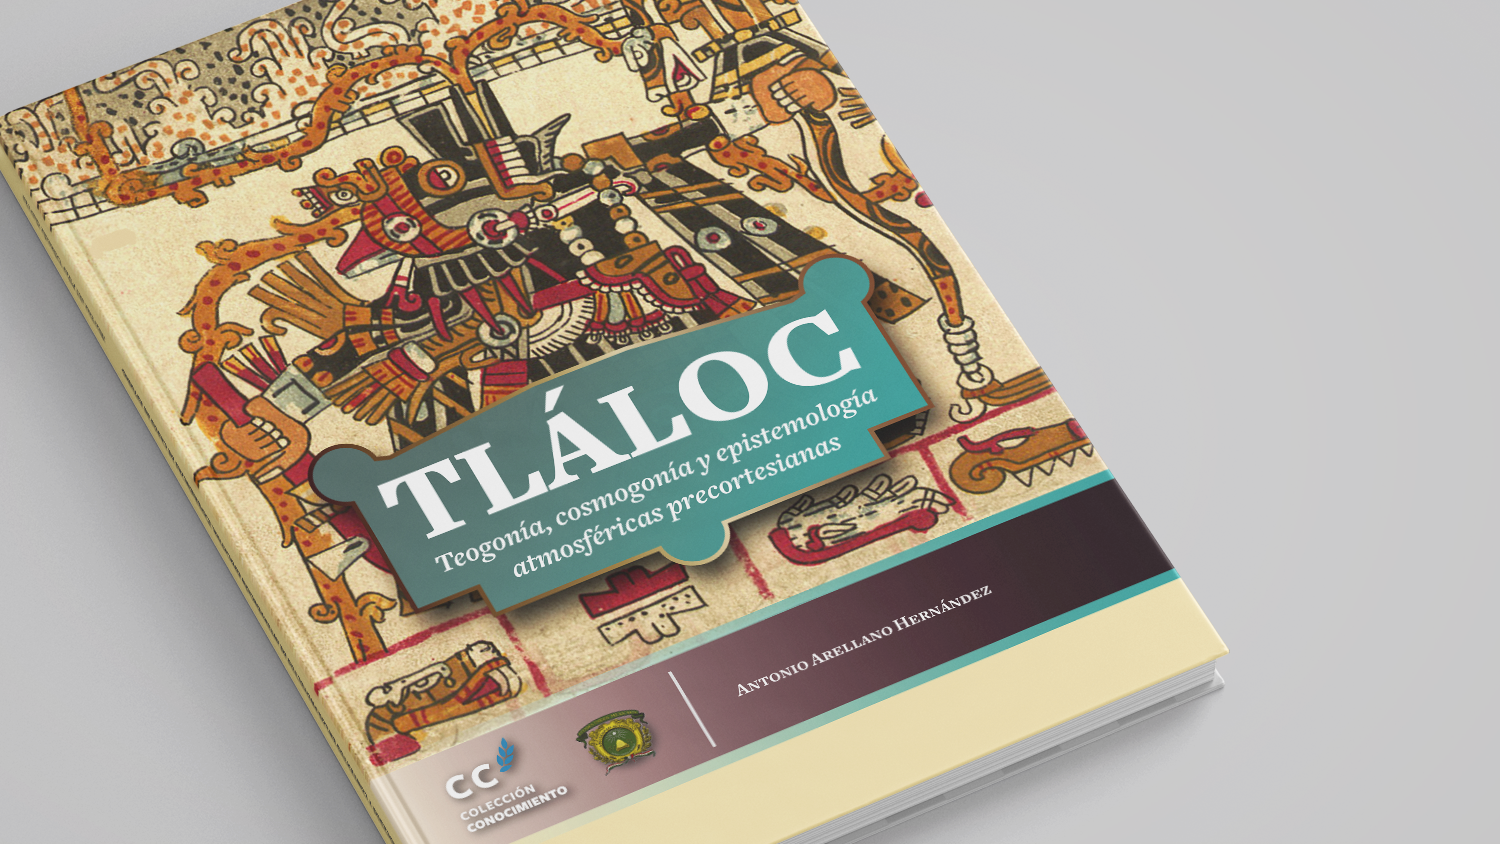 TLÁLOC
Teogonía, cosmogonía y epistemología
atmosféricas precortesianas
Antonio Arellano Hernández
CC
COLECCIÓN
CONOCIMIENTO